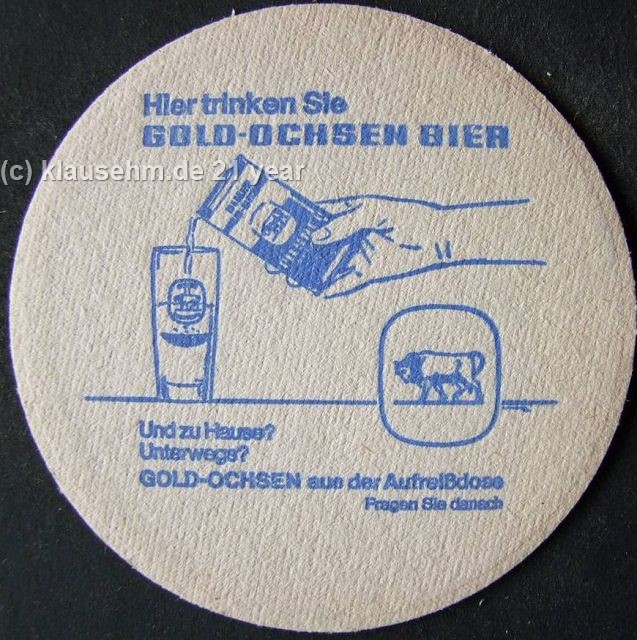 Hier trinken Sie
GOLD-OCHSEN BIER
(c) klausehm.de 21 year
Und zu Hause?
Unterwegs?
GOLD-OCHSEN aus der Aufreißdose
Fragen Sie danach